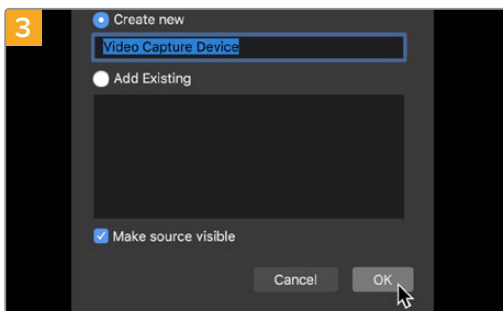 3
Create new
Video Capture Device
Add Existing
Make source visible
Cancel OK